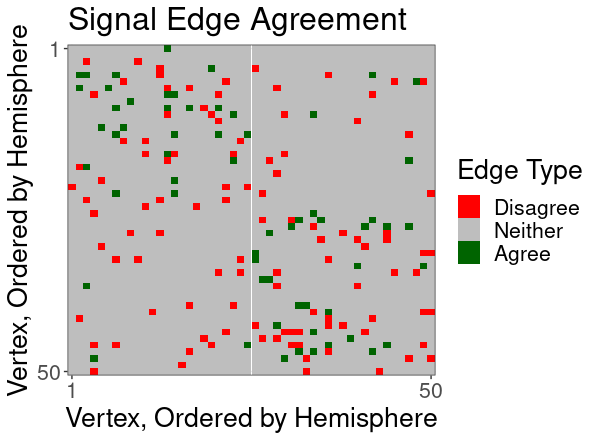 Signal Edge Agreement
Vertex, Ordered by Hemisphere
1
50
1
50
Vertex, Ordered by Hemisphere
Edge Type
Disagree
Neither
Agree